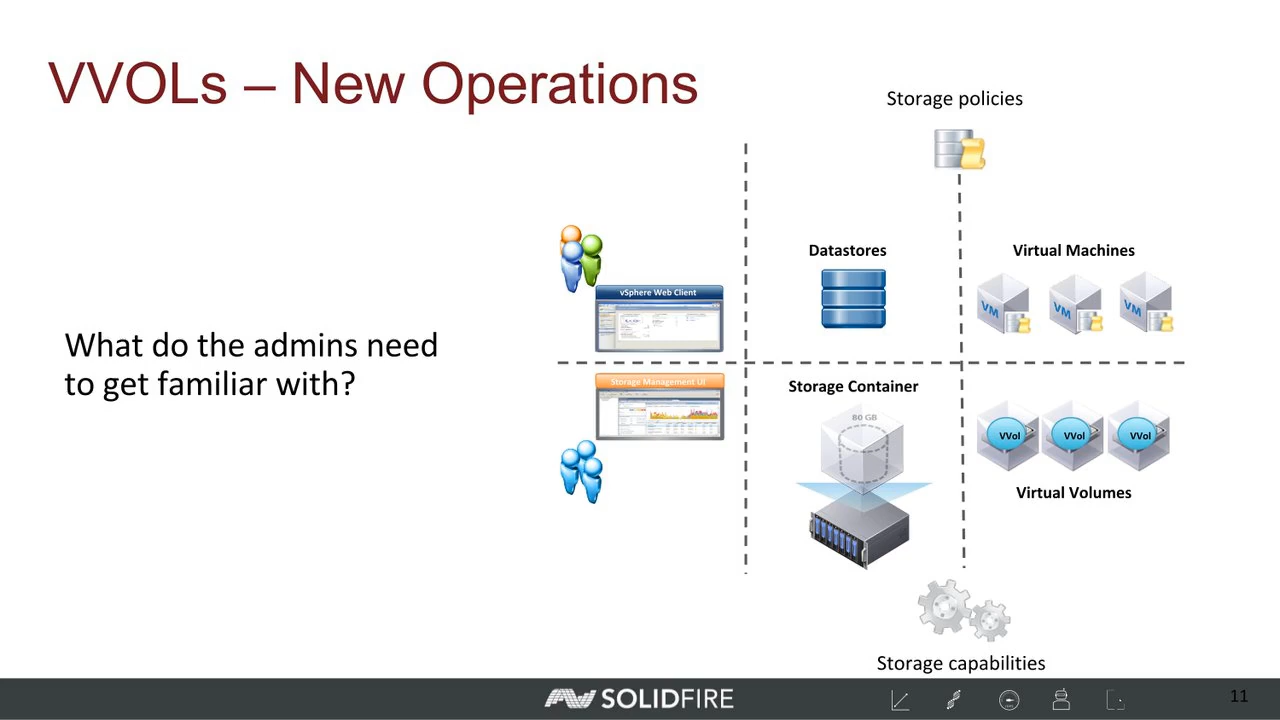 VVOLs – New Operations
Storage policies
Datastores
Virtual Machines
vSphere Web Client
VM
VM
VM
What do the admins need
to get familiar with?
Storage Management UI
Storage Container
80 GB
VVol
VVol
VVol
Virtual Volumes
Storage capabilities
SOLIDFIRE
11